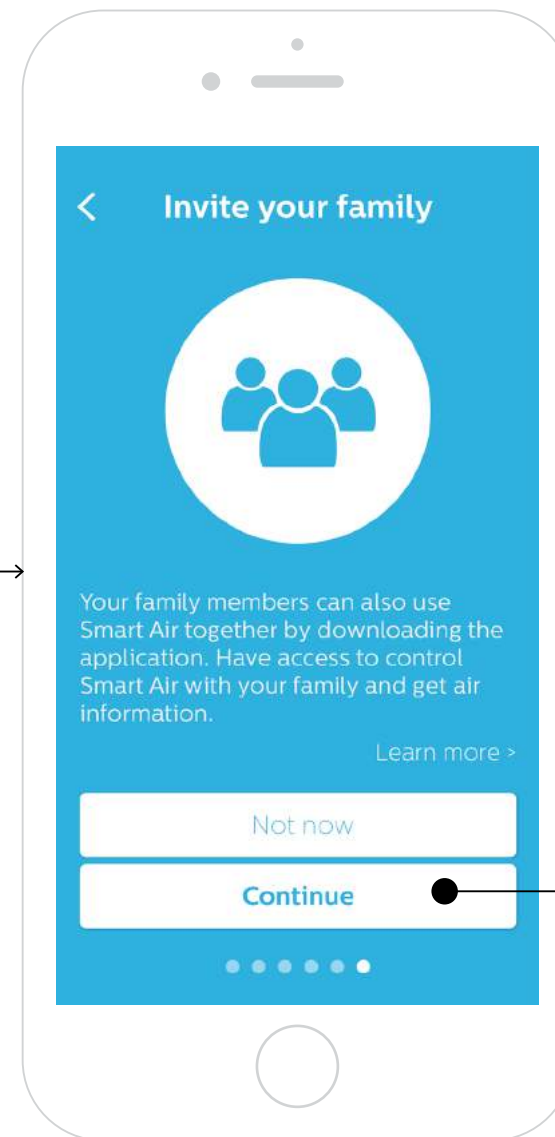 Invite your family
Your family members can also use
Smart Air together by downloading the
application. Have access to control
Smart Air with your family and get air
information.
Learn more >
Not now
Continue